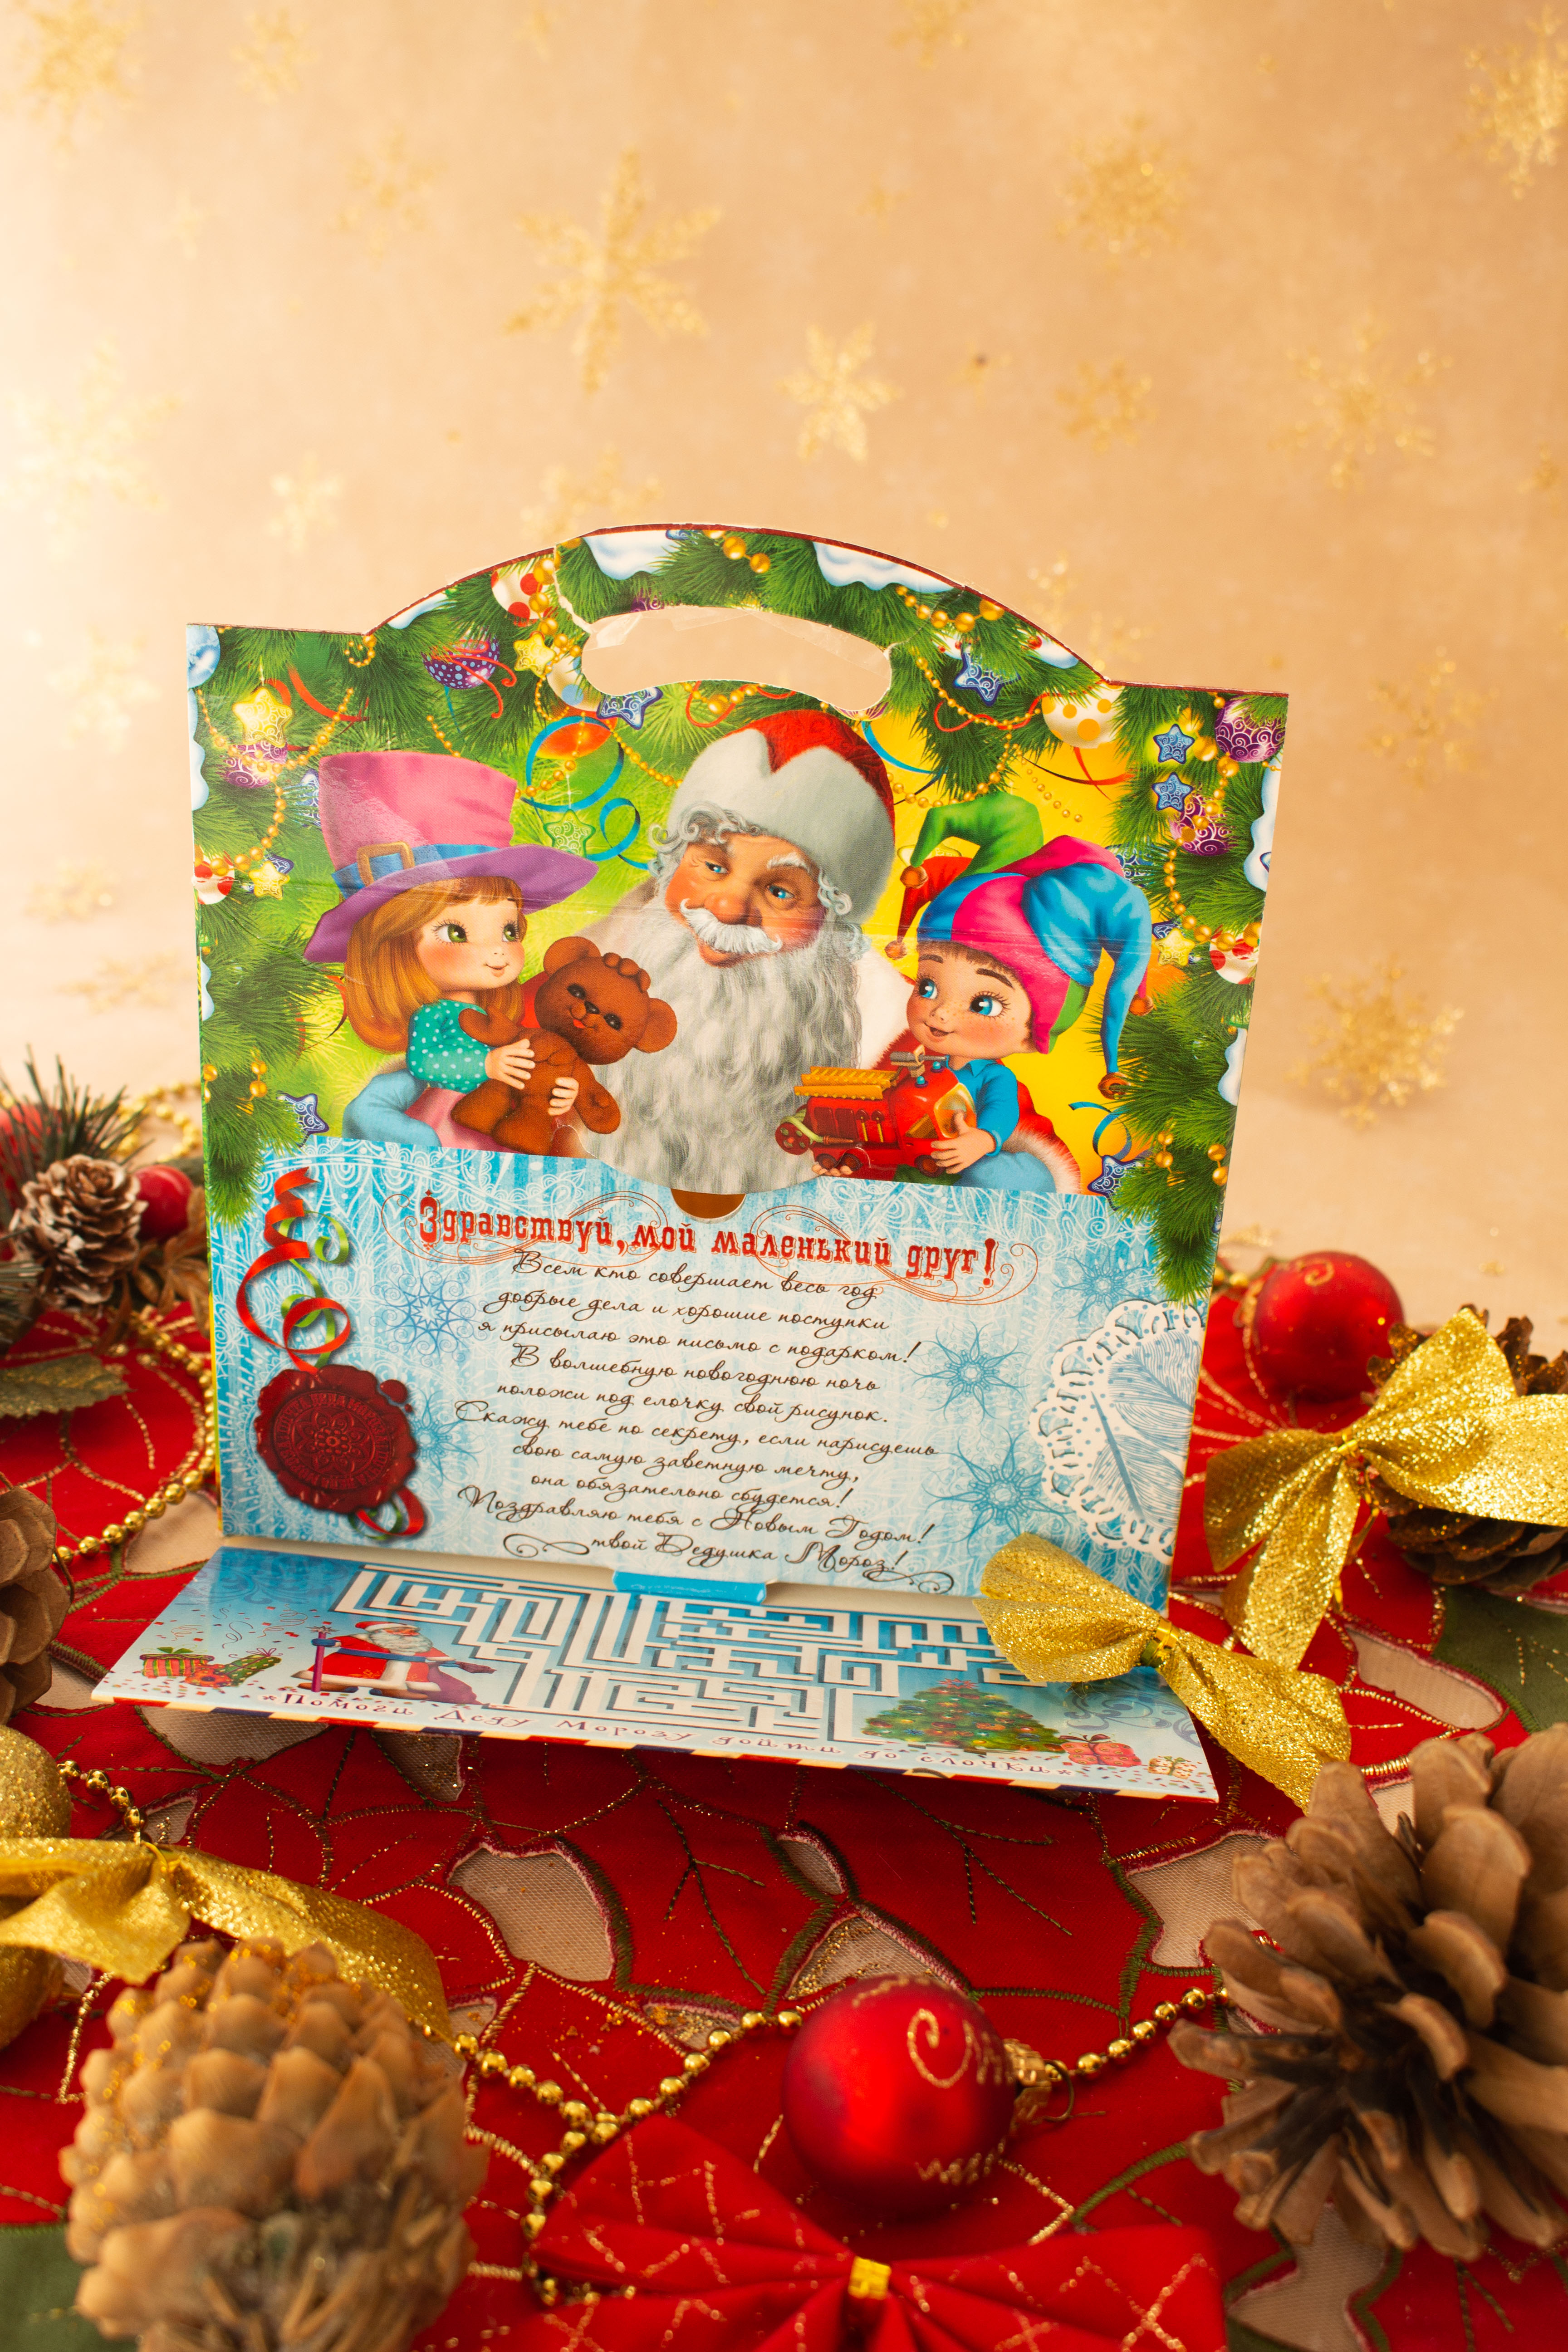 Здравствуй, мой маленький друг!
Всем кто совершает весь год
добрые дела и хорошие поступки
я присылаю это письмо с подарком!
В волшебную новогоднюю ночь
положи под елочку свой рисунок.
Скажу тебе по секрету, если нарисуешь
свою самую заветную мечту,
она обязательно сбудется!
Поздравляю тебя с Новым Годом!
твой Дедушка Мороз!
*Помоги Деду Морозу дойти до елочки*